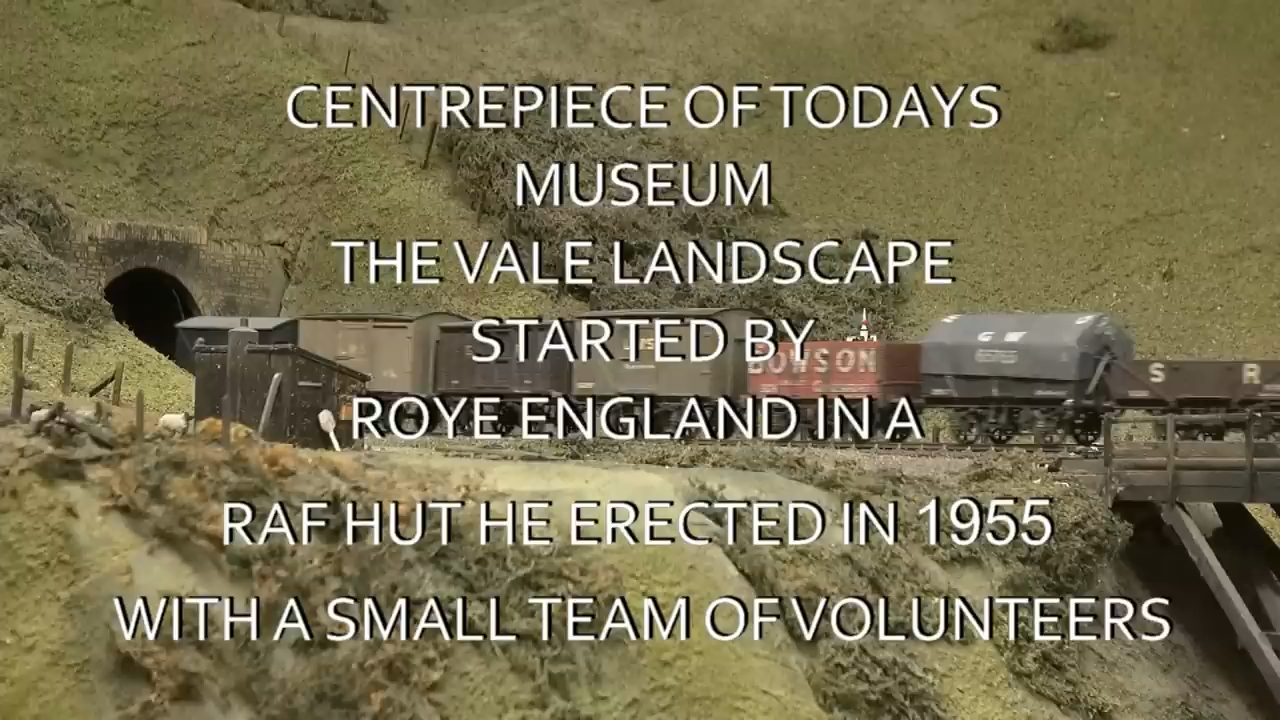 CENTREPIECE OF TODAYS
MUSEUM
THE VALE LANDSCAPE
STARTED BY
ROYE ENGLAND IN A
RAF HUT HE ERECTED IN 1955
WITH A SMALL TEAM OF VOLUNTEERS
BOWSON
G W
S R